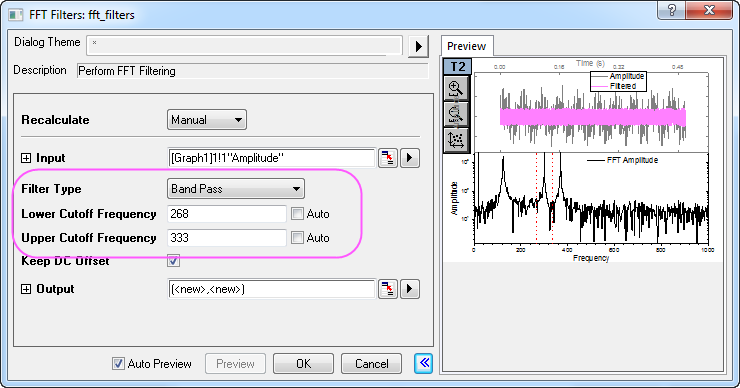 FFT Filters: fft_filters
Dialog Theme *
Description Perform FFT Filtering
Recalculate Manual
Input [Graph1]1!1"Amplitude"
Filter Type Band Pass
Lower Cutoff Frequency 268 Auto
Upper Cutoff Frequency 333 Auto
Keep DC Offset
Output (<new>,<new>)
Auto Preview Preview OK Cancel
Preview
T2
Time (s)
0.00 0.16 0.32 0.48
Amplitude
Filtered
FFT Amplitude
Amplitude
0 200 400 600 800 1000
Frequency